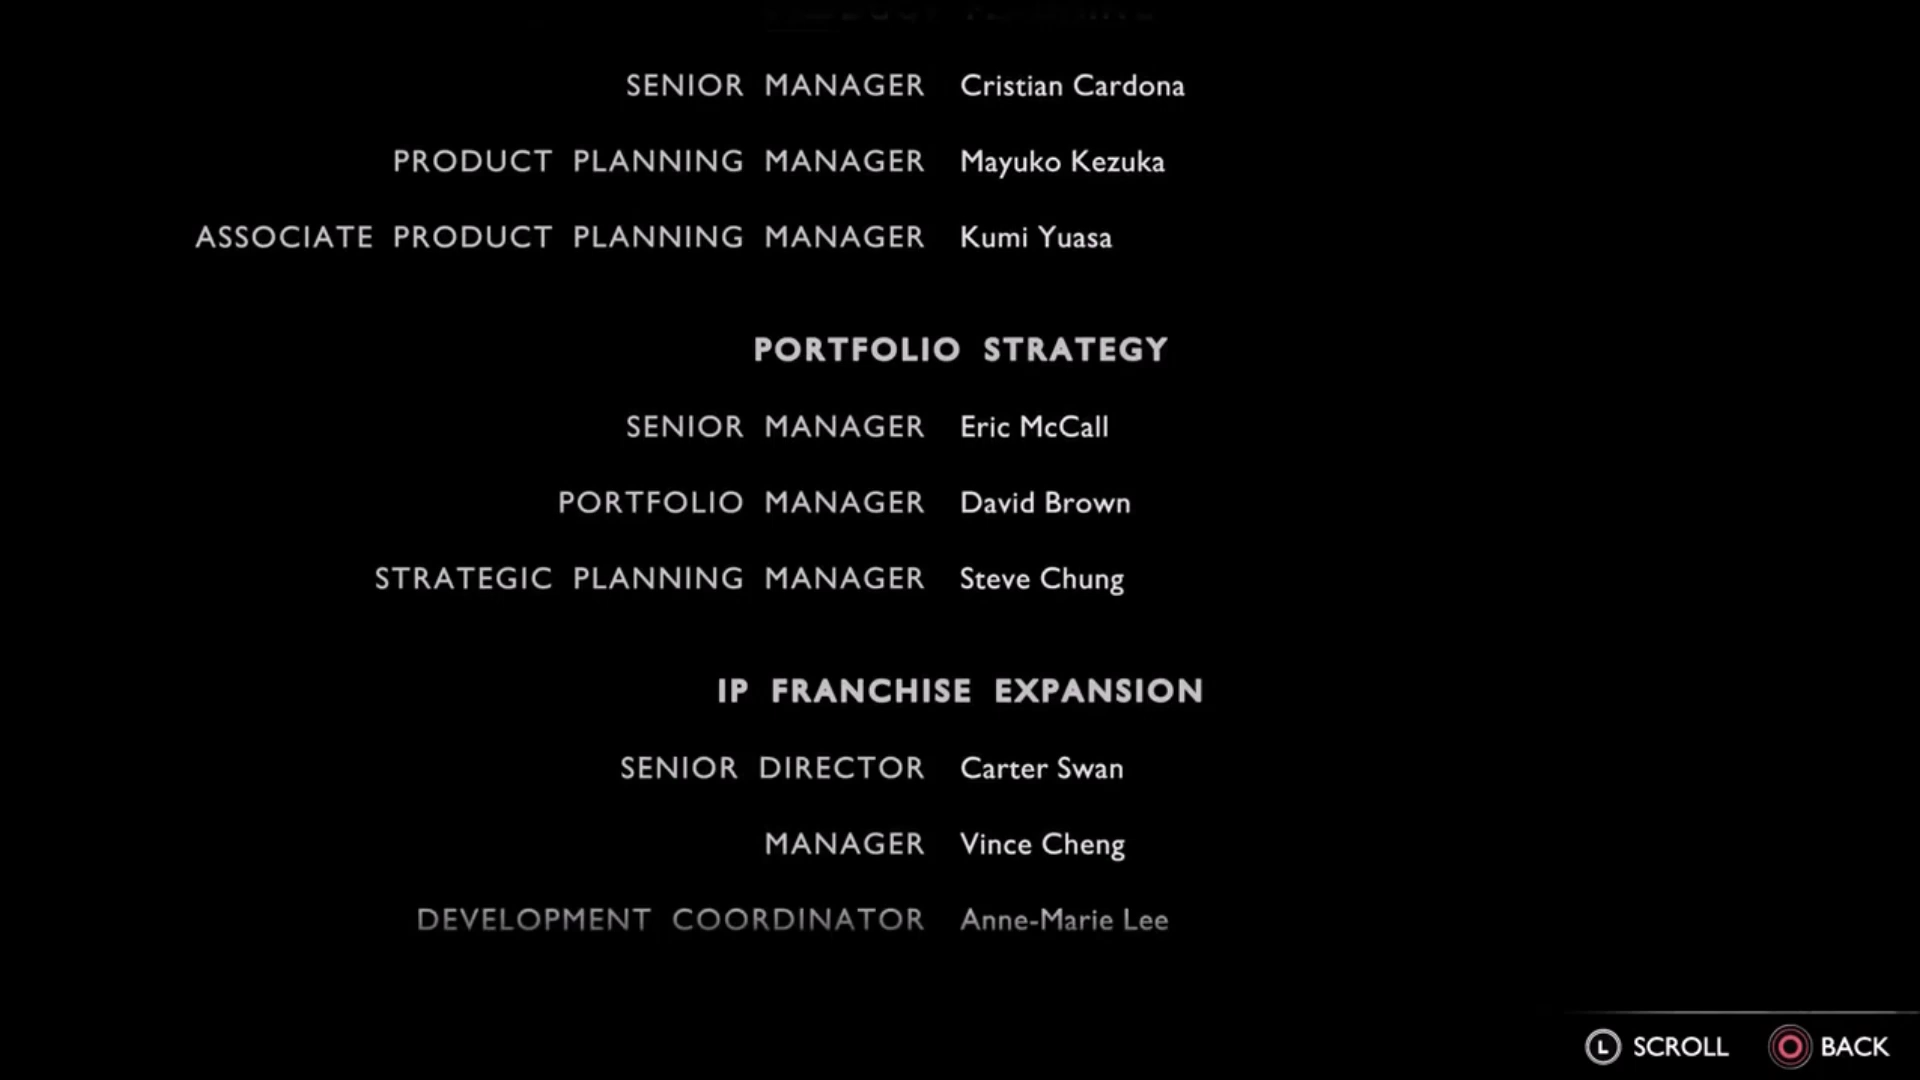 SENIOR MANAGER Cristian Cardona
PRODUCT PLANNING MANAGER Mayuko Kezuka
ASSOCIATE PRODUCT PLANNING MANAGER Kumi Yuasa
PORTFOLIO STRATEGY
SENIOR MANAGER Eric McCall
PORTFOLIO MANAGER David Brown
STRATEGIC PLANNING MANAGER Steve Chung
IP FRANCHISE EXPANSION
SENIOR DIRECTOR Carter Swan
MANAGER Vince Cheng
DEVELOPMENT COORDINATOR Anne-Marie Lee
L SCROLL BACK